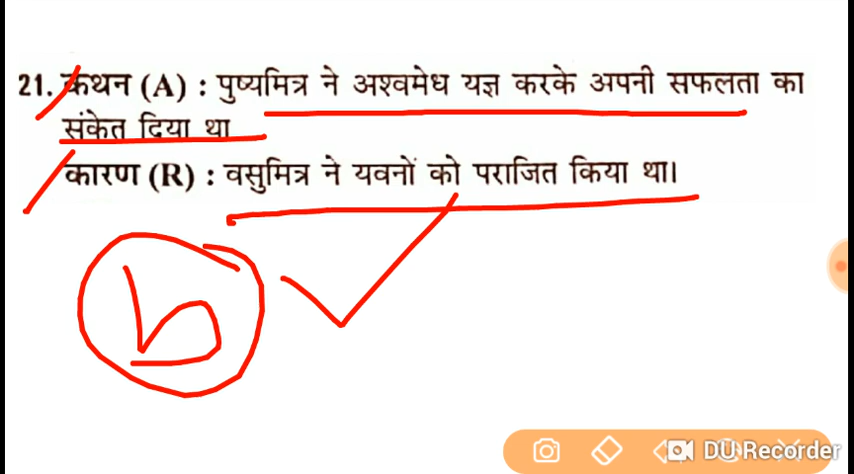 21. कथन (A) : पुष्यमित्र ने अश्वमेध यज्ञ करके अपनी सफलता का
संकेत दिया था
कारण (R) : वसुमित्र ने यवनों को पराजित किया था।
b
DU Recorder